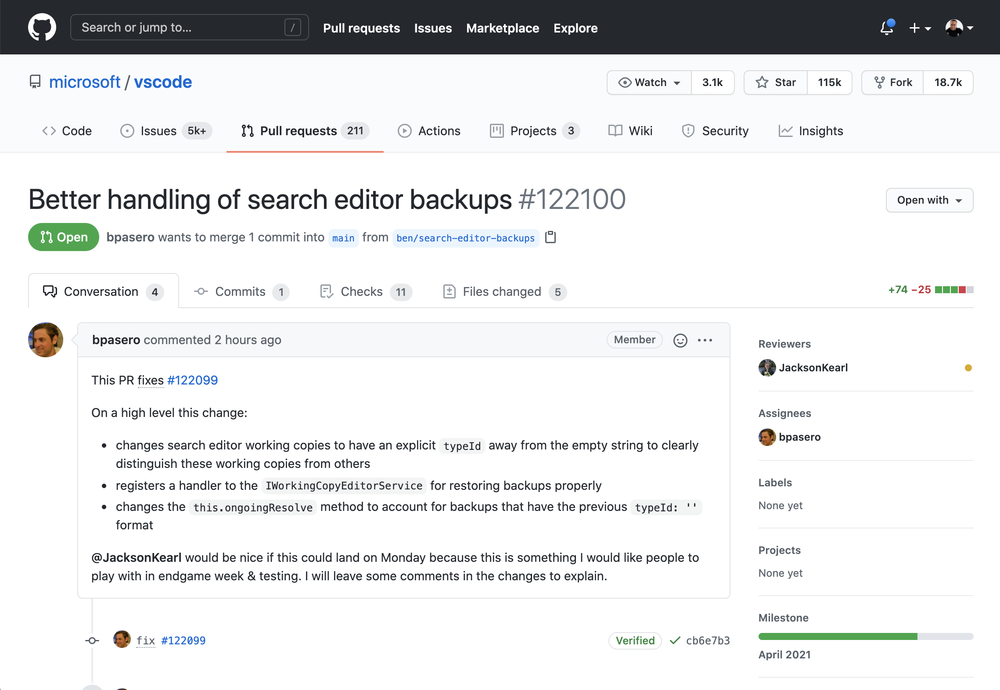 Search or jump to... /
Pull requests Issues Marketplace Explore
microsoft / vscode
Watch 3.1k Star 115k Fork 18.7k
Code Issues 5k+ Pull requests 211 Actions Projects 3 Wiki Security Insights
Better handling of search editor backups #122100
Open with
Open bpasero wants to merge 1 commit into main from ben/search-editor-backups
Conversation 4 Commits 1 Checks 11 Files changed 5
+74 −25
bpasero commented 2 hours ago
Member
This PR fixes #122099
On a high level this change:
• changes search editor working copies to have an explicit typeId away from the empty string to clearly
distinguish these working copies from others
• registers a handler to the IWorkingCopyEditorService for restoring backups properly
• changes the this.ongoingResolve method to account for backups that have the previous typeId: ''
format
@JacksonKearl would be nice if this could land on Monday because this is something I would like people to
play with in endgame week & testing. I will leave some comments in the changes to explain.
fix #122099
Verified cb6e7b3
Reviewers
JacksonKearl
Assignees
bpasero
Labels
None yet
Projects
None yet
Milestone
April 2021